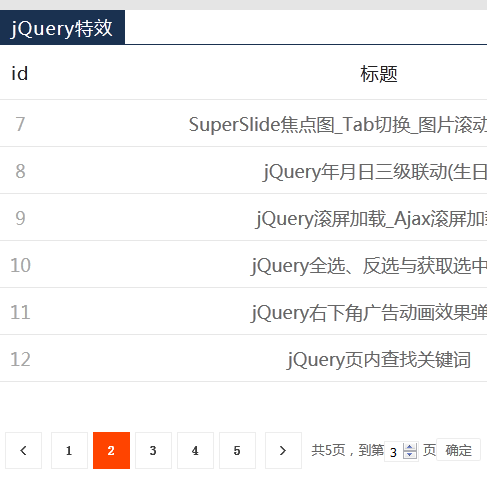 jQuery特效
id 标题
7 SuperSlide焦点图_Tab切换_图片滚动
8 jQuery年月日三级联动(生日
9 jQuery滚屏加载_Ajax滚屏加
10 jQuery全选、反选与获取选中
11 jQuery右下角广告动画效果弹
12 jQuery页内查找关键词
< 1 2 3 4 5 > 共5页，到第 3 页 确定